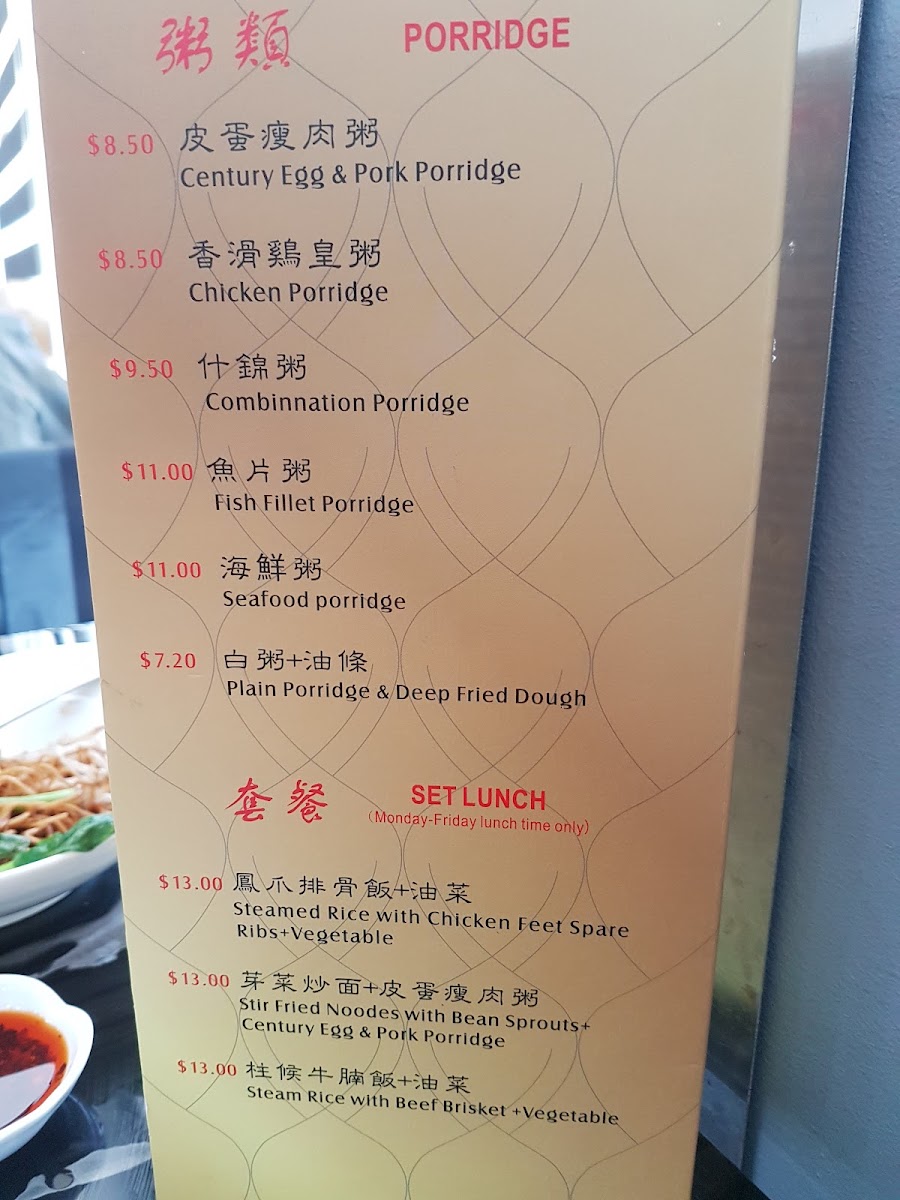 粥類 PORRIDGE
$8.50 皮蛋瘦肉粥
Century Egg & Pork Porridge
$8.50 香滑鷄皇粥
Chicken Porridge
$9.50 什錦粥
Combinnation Porridge
$11.00 魚片粥
Fish Fillet Porridge
$11.00 海鮮粥
Seafood porridge
$7.20 白粥+油條
Plain Porridge & Deep Fried Dough
套餐 SET LUNCH
(Monday-Friday lunch time only)
$13.00 鳳爪排骨飯+油菜
Steamed Rice with Chicken Feet Spare
Ribs+Vegetable
$13.00 芽菜炒面+皮蛋瘦肉粥
Stir Fried Noodes with Bean Sprouts+
Century Egg & Pork Porridge
$13.00 柱候牛腩飯+油菜
Steam Rice with Beef Brisket +Vegetable